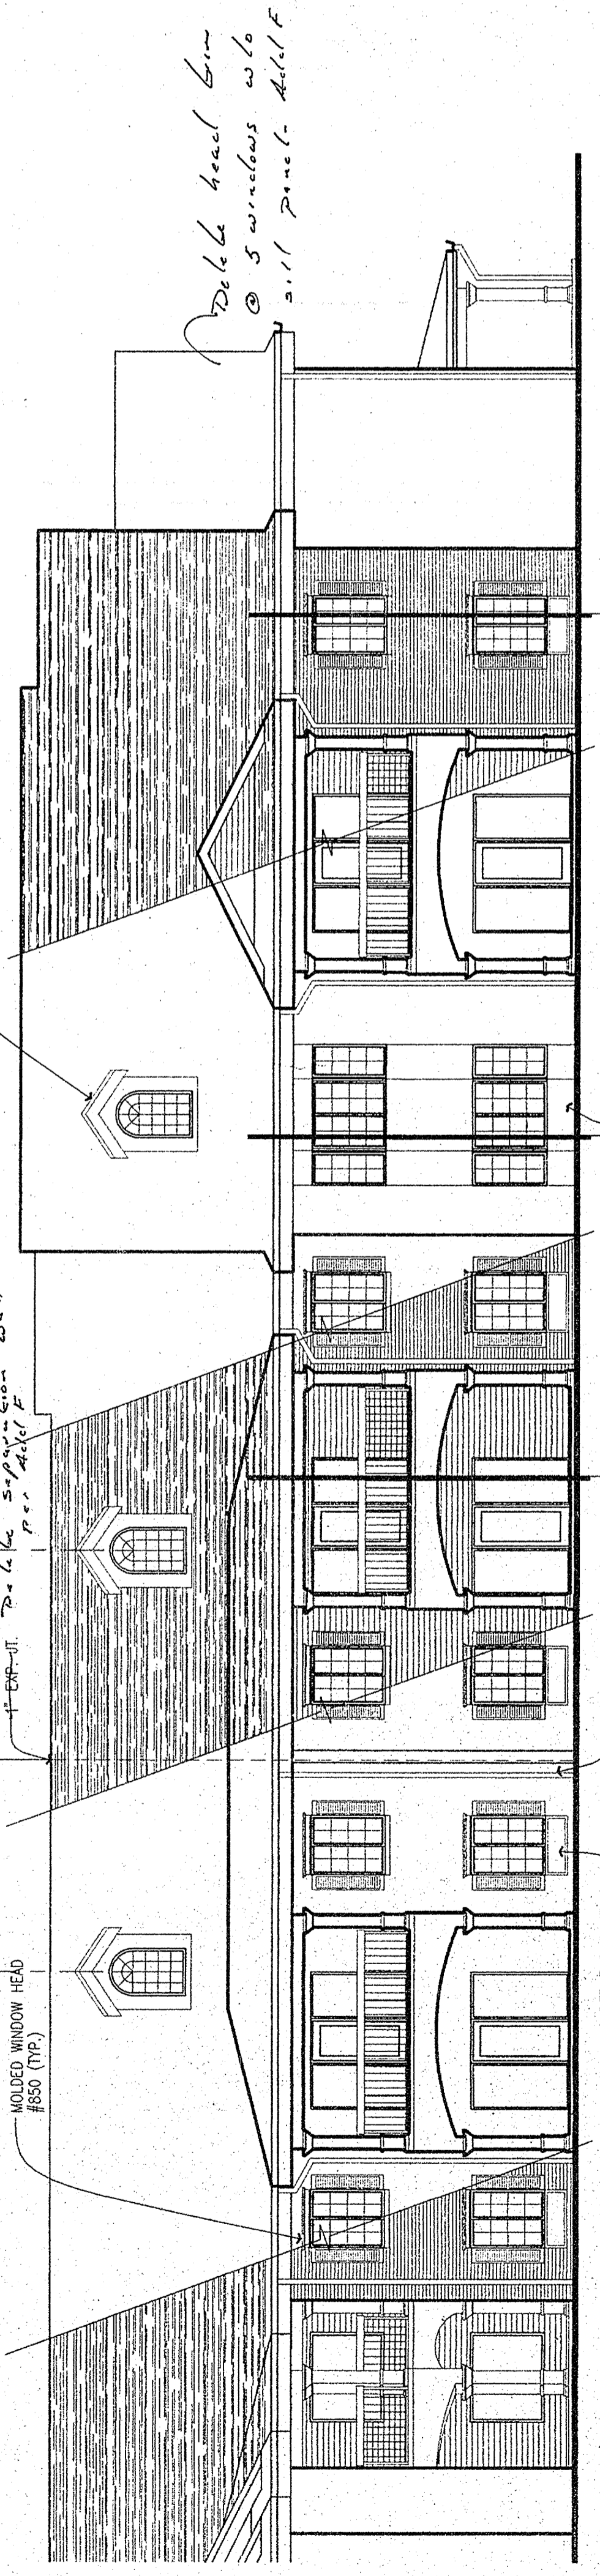 Delete head trim
@ 5 windows w/o
sill panel - Add F
1" EXP. JT.
Delete separation
per Add F
MOLDED WINDOW HEAD
#850 (TYP.)